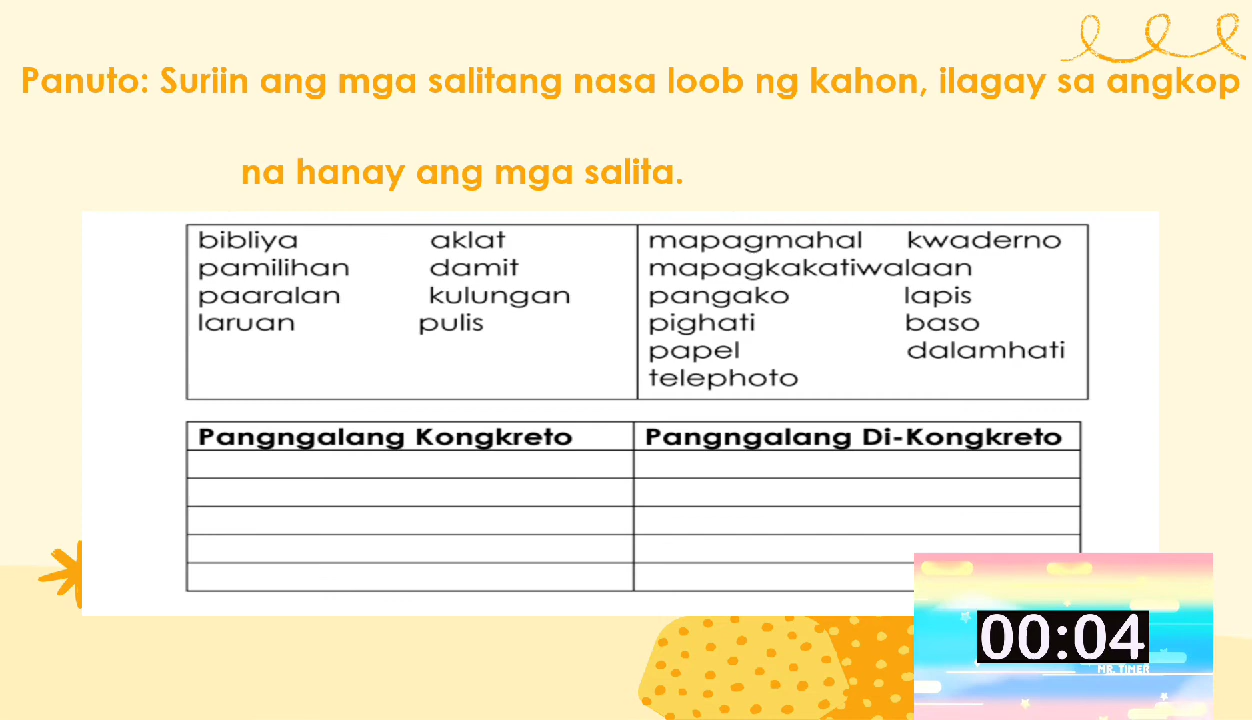 Panuto: Suriin ang mga salitang nasa loob ng kahon, ilagay sa angkop
na hanay ang mga salita.
bibliya aklat
pamilihan damit
paaralan kulungan
laruan pulis
mapagmahal kwaderno
mapagkakatiwalaan
pangako lapis
pighati baso
papel dalamhati
telephoto
Pangngalang Kongkreto Pangngalang Di-Kongkreto
00:04
MR. TIMER